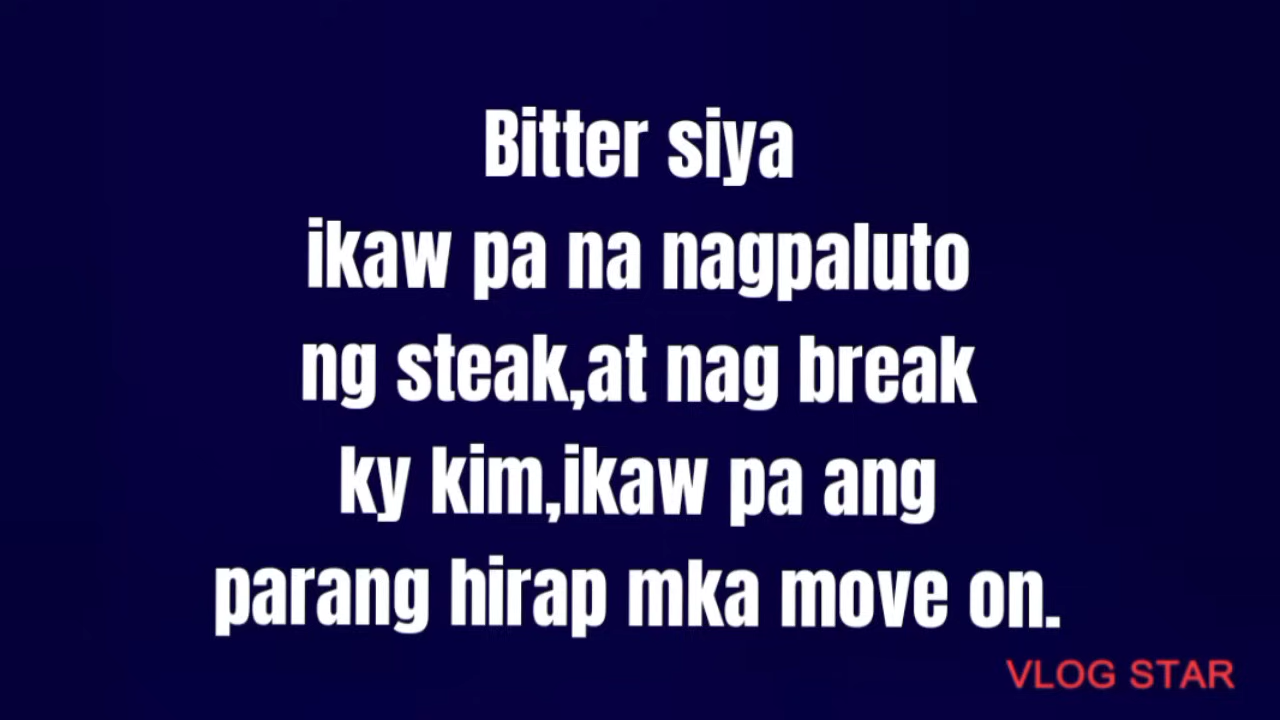 Bitter siya
ikaw pa na nagpaluto
ng steak,at nag break
ky kim,ikaw pa ang
parang hirap mka move on.
VLOG STAR